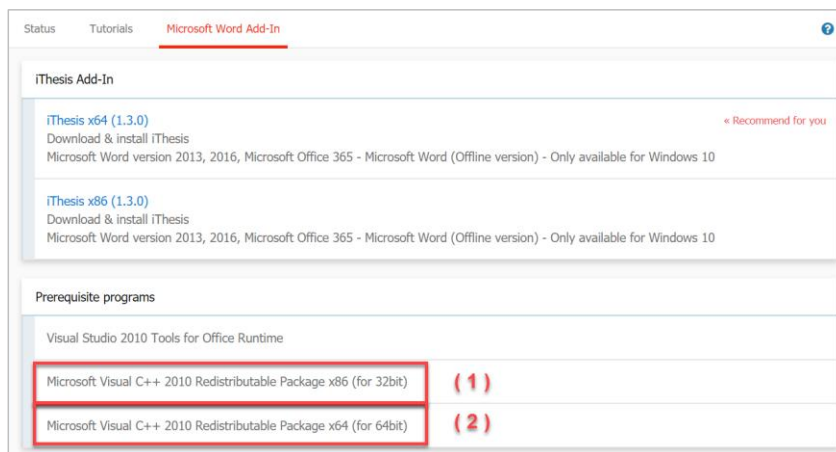 Status Tutorials Microsoft Word Add-In ?
iThesis Add-In
iThesis x64 (1.3.0) « Recommend for you
Download & install iThesis
Microsoft Word version 2013, 2016, Microsoft Office 365 - Microsoft Word (Offline version) - Only available for Windows 10
iThesis x86 (1.3.0)
Download & install iThesis
Microsoft Word version 2013, 2016, Microsoft Office 365 - Microsoft Word (Offline version) - Only available for Windows 10
Prerequisite programs
Visual Studio 2010 Tools for Office Runtime
Microsoft Visual C++ 2010 Redistributable Package x86 (for 32bit) ( 1 )
Microsoft Visual C++ 2010 Redistributable Package x64 (for 64bit) ( 2 )